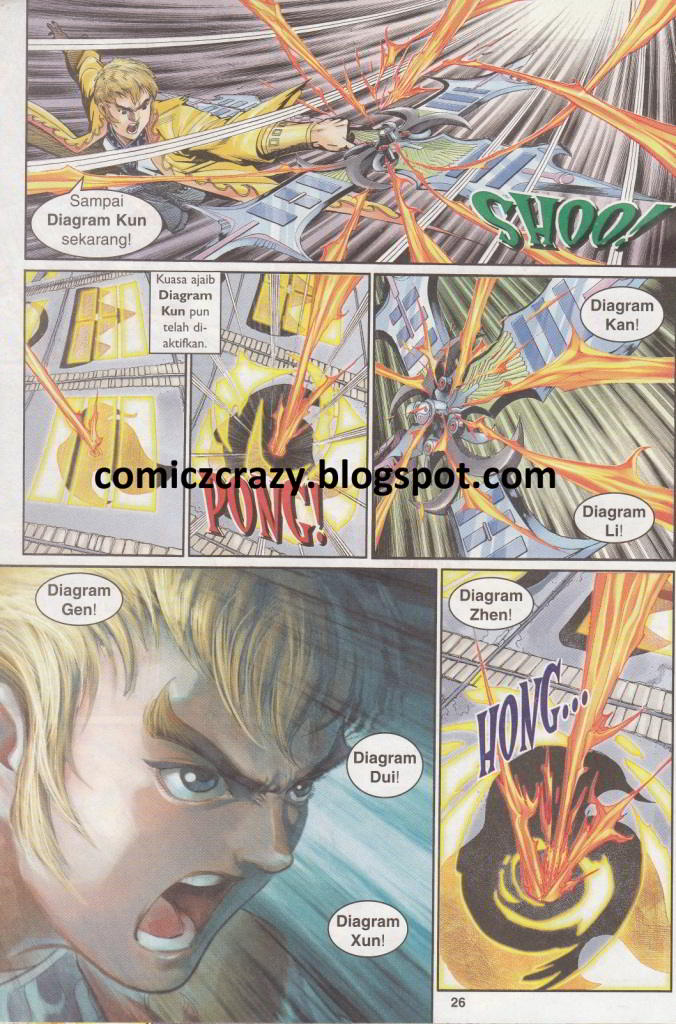 Sampai
Diagram Kun
sekarang!
SHOO!
Kuasa ajaib
Diagram
Kun pun
telah di-
aktifkan.
PONG!
Diagram
Kan!
Diagram
Li!
comiczcrazy.blogspot.com
Diagram
Gen!
Diagram
Dui!
Diagram
Xun!
Diagram
Zhen!
HONG...
26